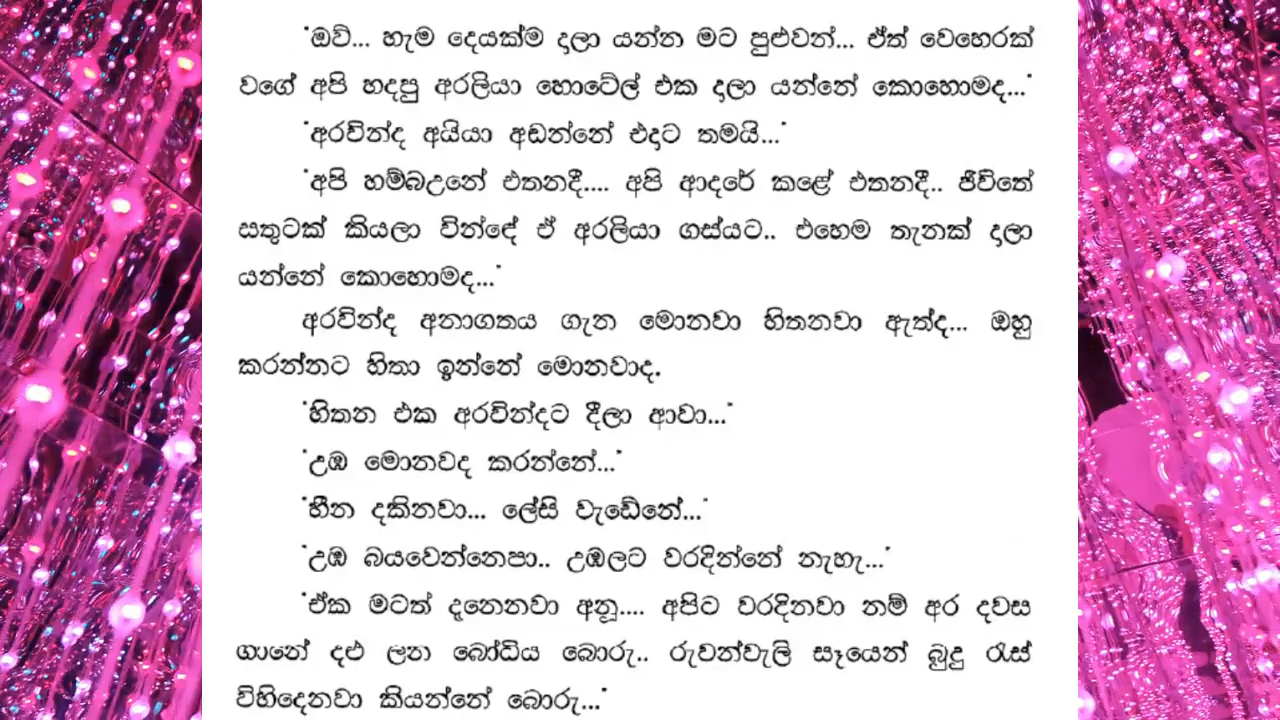 "ඔව්... හැම දෙයක්ම දාලා යන්න මට පුළුවන්... ඒත් වෙහෙරක්
වගේ අපි හදපු අරලියා හොටේල් එක දාලා යන්නේ කොහොමද..."
"අරවින්ද අයියා අඬන්නේ එදාට තමයි..."
"අපි හම්බඋනේ එතනදී.... අපි ආදරේ කළේ එතනදී.. ජීවිතේ
සතුටක් කියලා වින්ඳේ ඒ අරලියා ගස්යට.. එහෙම තැනක් දාලා
යන්නේ කොහොමද..."
අරවින්ද අනාගතය ගැන මොනවා හිතනවා ඇත්ද... ඔහු
කරන්නට හිතා ඉන්නේ මොනවාද.
"හිතන එක අරවින්දට දීලා ආවා..."
"උඹ මොනවද කරන්නේ..."
"හීන දකිනවා... ලේසි වැඩේනේ..."
"උඹ බයවෙන්නෙපා.. උඹලට වරදින්නේ නැහැ..."
"ඒක මටත් දැනෙනවා අනූ.... අපිට වරදිනවා නම් අර දවස
ගානේ දළු ලන බෝධිය බොරු.. රුවන්වැලි සෑයෙන් බුදු රැස්
විහිදෙනවා කියන්නේ බොරු..."